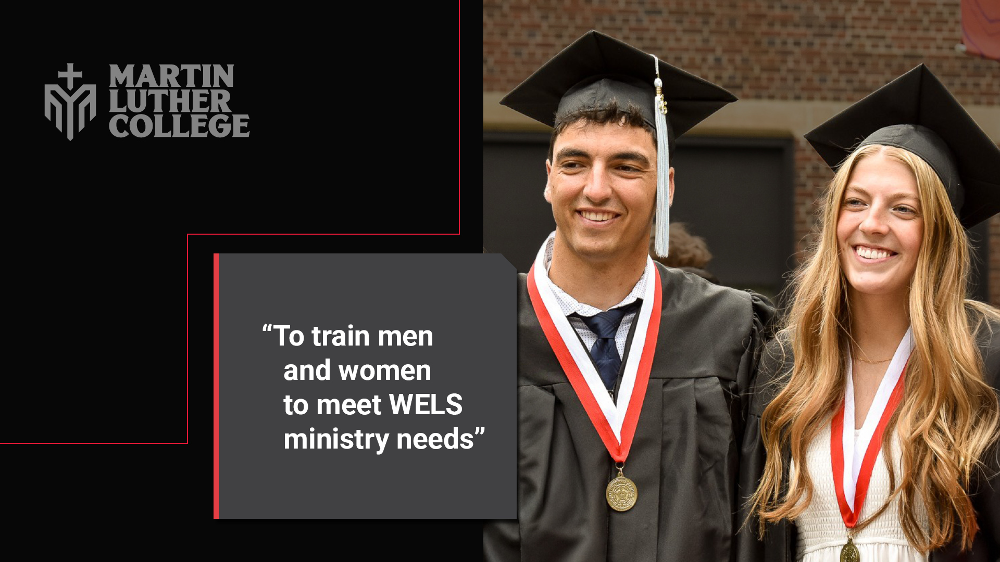 MARTIN
LUTHER
COLLEGE
“To train men
and women
to meet WELS
ministry needs”